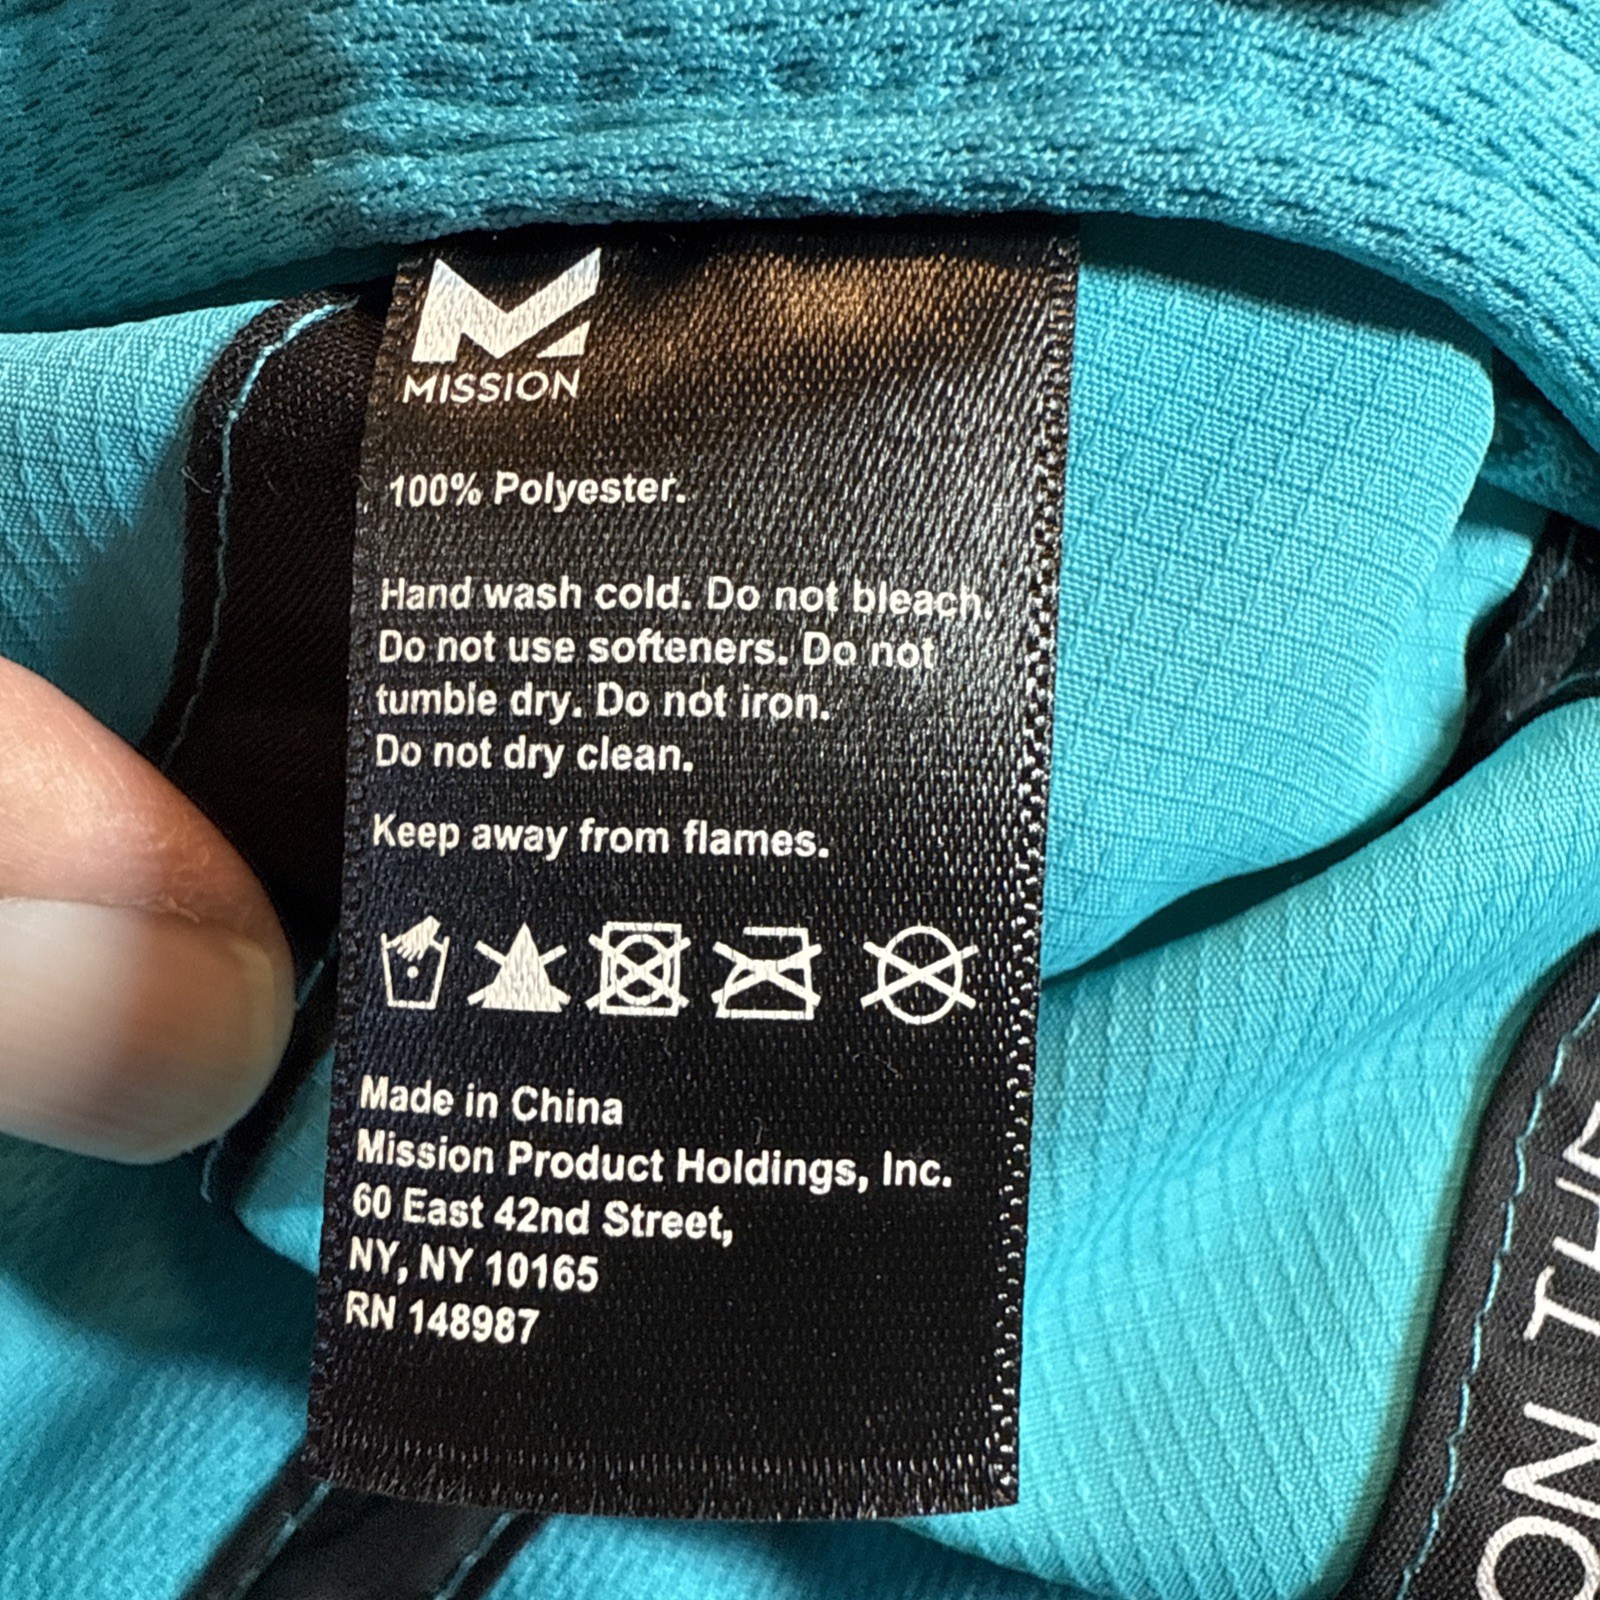 MISSION
100% Polyester.
Hand wash cold. Do not bleach.
Do not use softeners. Do not
tumble dry. Do not iron.
Do not dry clean.
Keep away from flames.
Made in China
Mission Product Holdings, Inc.
60 East 42nd Street,
NY, NY 10165
RN 148987
ON THE